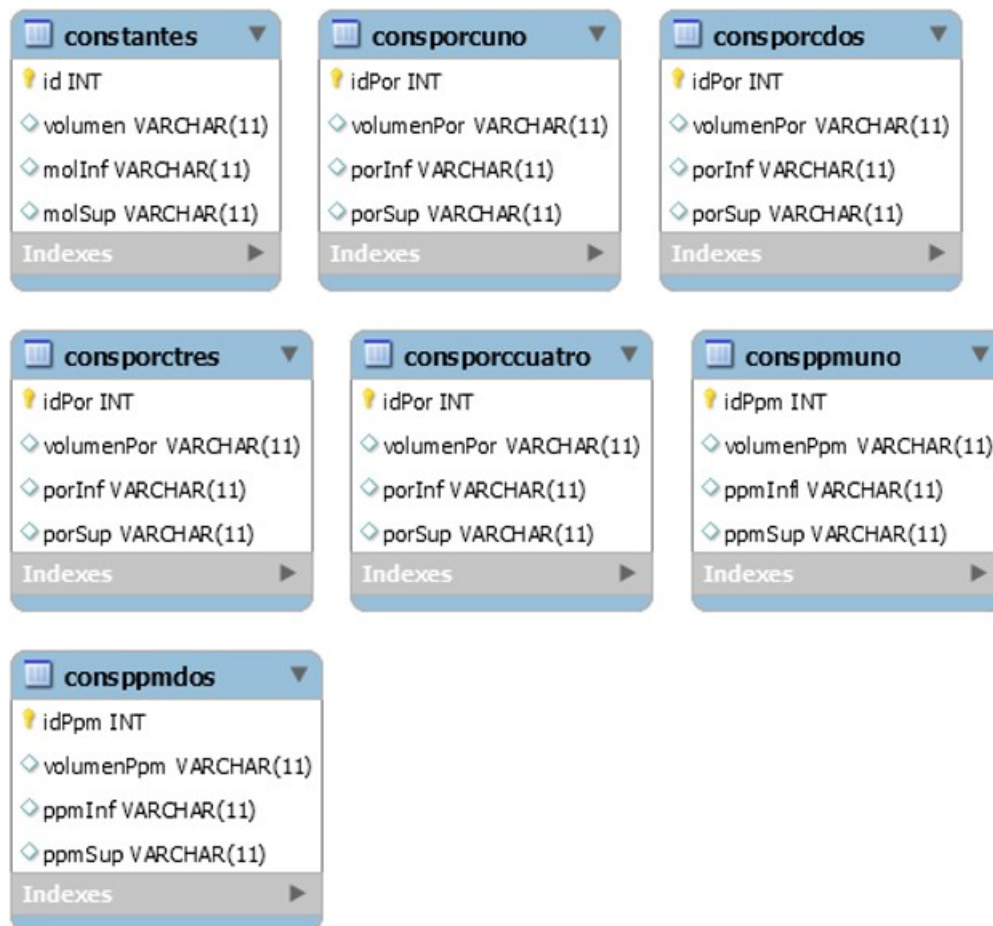 constantes
id INT
volumen VARCHAR(11)
molInf VARCHAR(11)
molSup VARCHAR(11)
Indexes
consporcuno
idPor INT
volumenPor VARCHAR(11)
porInf VARCHAR(11)
porSup VARCHAR(11)
Indexes
consporcdos
idPor INT
volumenPor VARCHAR(11)
porInf VARCHAR(11)
porSup VARCHAR(11)
Indexes
consporctres
idPor INT
volumenPor VARCHAR(11)
porInf VARCHAR(11)
porSup VARCHAR(11)
Indexes
consporccuatro
idPor INT
volumenPor VARCHAR(11)
porInf VARCHAR(11)
porSup VARCHAR(11)
Indexes
consppmuno
idPpm INT
volumenPpm VARCHAR(11)
ppmInfl VARCHAR(11)
ppmSup VARCHAR(11)
Indexes
consppmdos
idPpm INT
volumenPpm VARCHAR(11)
ppmInf VARCHAR(11)
ppmSup VARCHAR(11)
Indexes